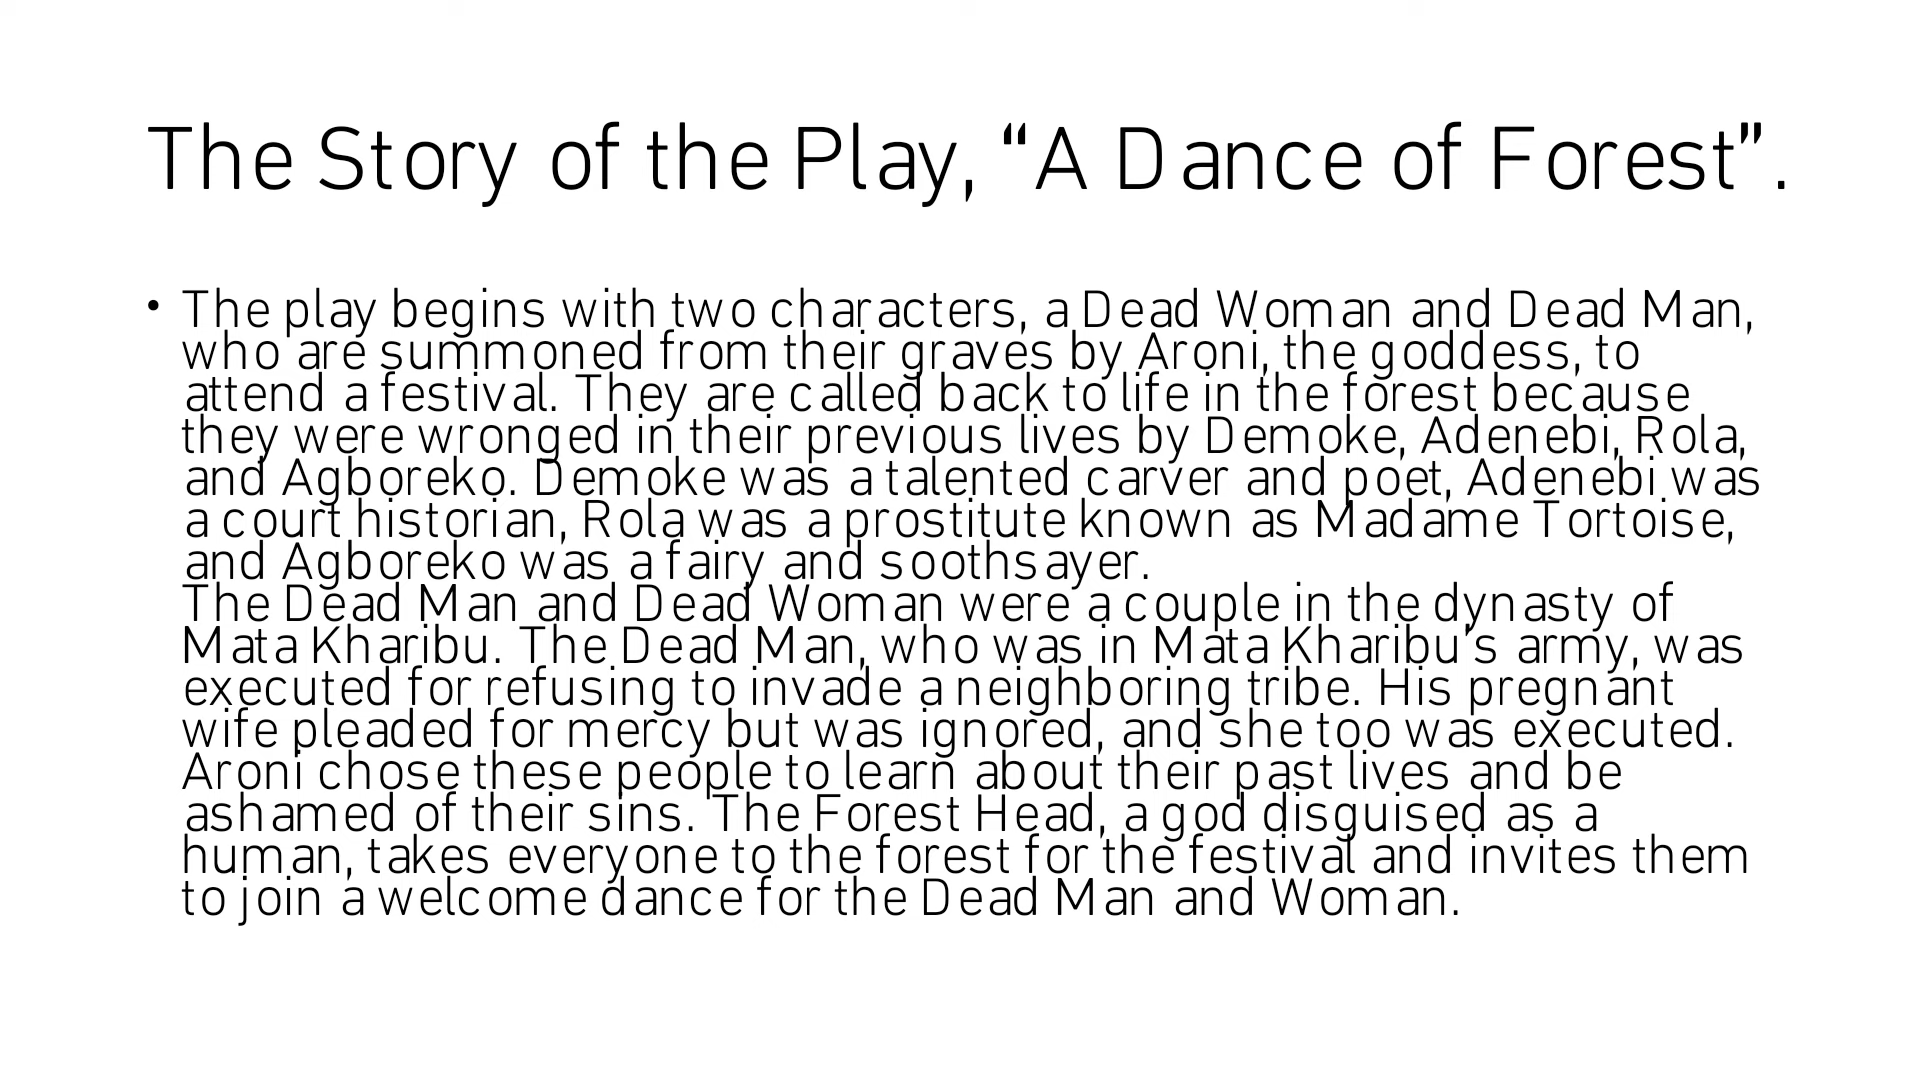 The Story of the Play, “A Dance of Forest”.
• The play begins with two characters, a Dead Woman and Dead Man,
who are summoned from their graves by Aroni, the goddess, to
attend a festival. They are called back to life in the forest because
they were wronged in their previous lives by Demoke, Adenebi, Rola,
and Agboreko. Demoke was a talented carver and poet, Adenebi was
a court historian, Rola was a prostitute known as Madame Tortoise,
and Agboreko was a fairy and soothsayer.
The Dead Man and Dead Woman were a couple in the dynasty of
Mata Kharibu. The Dead Man, who was in Mata Kharibu’s army, was
executed for refusing to invade a neighboring tribe. His pregnant
wife pleaded for mercy but was ignored, and she too was executed.
Aroni chose these people to learn about their past lives and be
ashamed of their sins. The Forest Head, a god disguised as a
human, takes everyone to the forest for the festival and invites them
to join a welcome dance for the Dead Man and Woman.